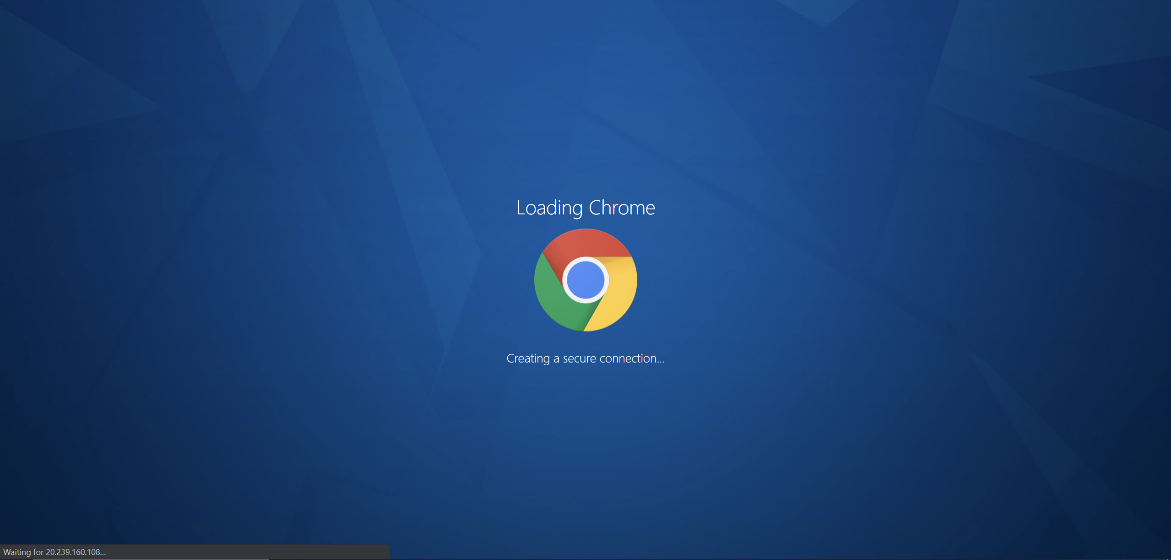 Loading Chrome
Creating a secure connection...
Waiting for 20.239.160.108...